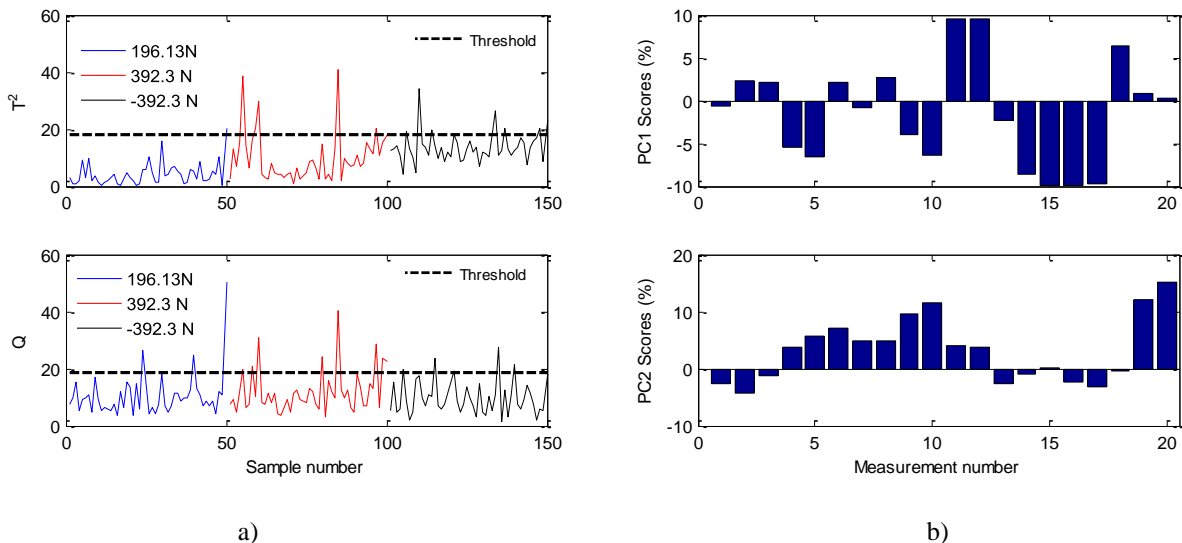 60
40
20
0
T²
196.13N
392.3 N
-392.3 N
Threshold
0
50
100
150
60
40
20
0
Q
196.13N
392.3 N
-392.3 N
Threshold
0
50
100
150
Sample number
a)
10
5
0
-5
-10
PC1 Scores (%)
0
5
10
15
20
20
10
0
-10
PC2 Scores (%)
0
5
10
15
20
Measurement number
b)